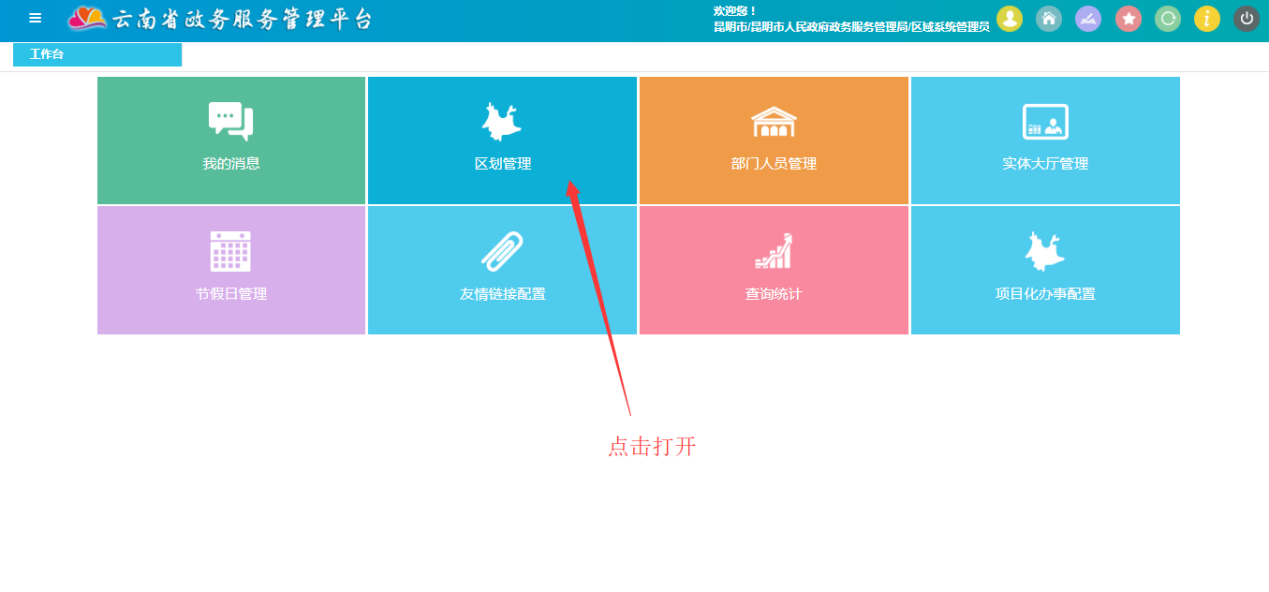 云南省政务服务管理平台
欢迎您！
昆明市/昆明市人民政府政务服务管理局/区域系统管理员
工作台
我的消息
区划管理
部门人员管理
实体大厅管理
节假日管理
友情链接配置
查询统计
项目化办事配置
点击打开